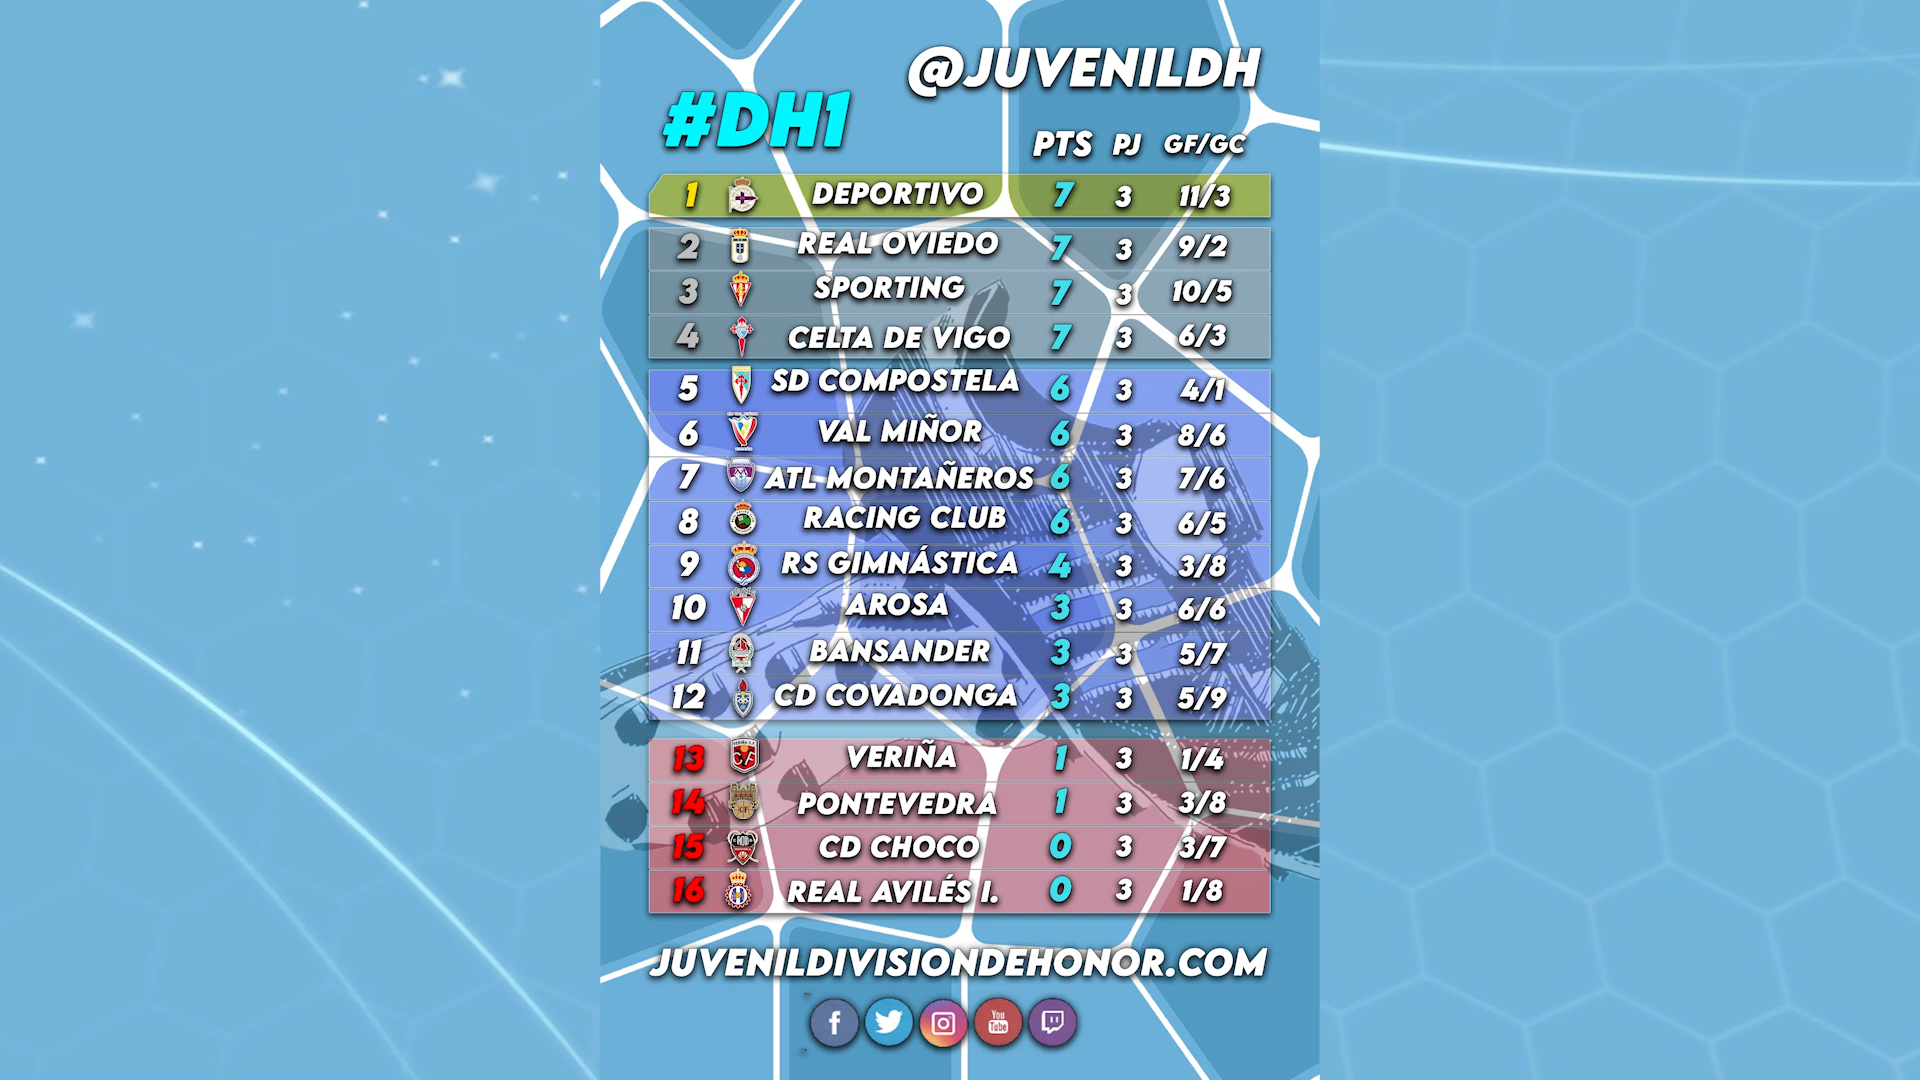 @JUVENILDH
#DH1
PTS PJ GF/GC
1 DEPORTIVO 7 3 11/3
2 REAL OVIEDO 7 3 9/2
3 SPORTING 7 3 10/5
4 CELTA DE VIGO 7 3 6/3
5 SD COMPOSTELA 6 3 4/1
6 VAL MIÑOR 6 3 8/6
7 ATL MONTAÑEROS 6 3 7/6
8 RACING CLUB 6 3 6/5
9 RS GIMNÁSTICA 4 3 3/8
10 AROSA 3 3 6/6
11 BANSANDER 3 3 5/7
12 CD COVADONGA 3 3 5/9
13 VERIÑA 1 3 1/4
14 PONTEVEDRA 1 3 3/8
15 CD CHOCO 0 3 3/7
16 REAL AVILÉS I. 0 3 1/8
JUVENILDIVISIONDEHONOR.COM
You
Tube